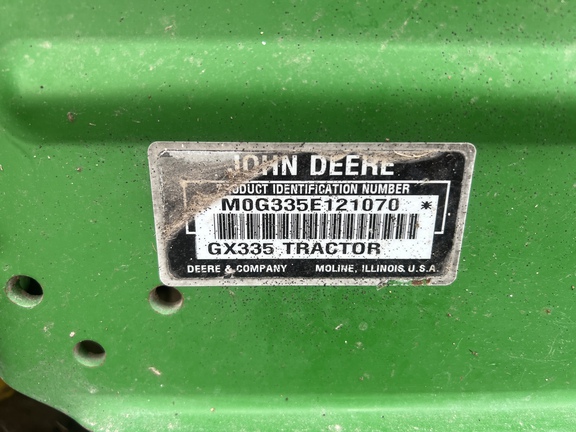 JOHN DEERE
PRODUCT IDENTIFICATION NUMBER
M0G335E121070 *
GX335 TRACTOR
DEERE & COMPANY MOLINE, ILLINOIS, U.S.A.